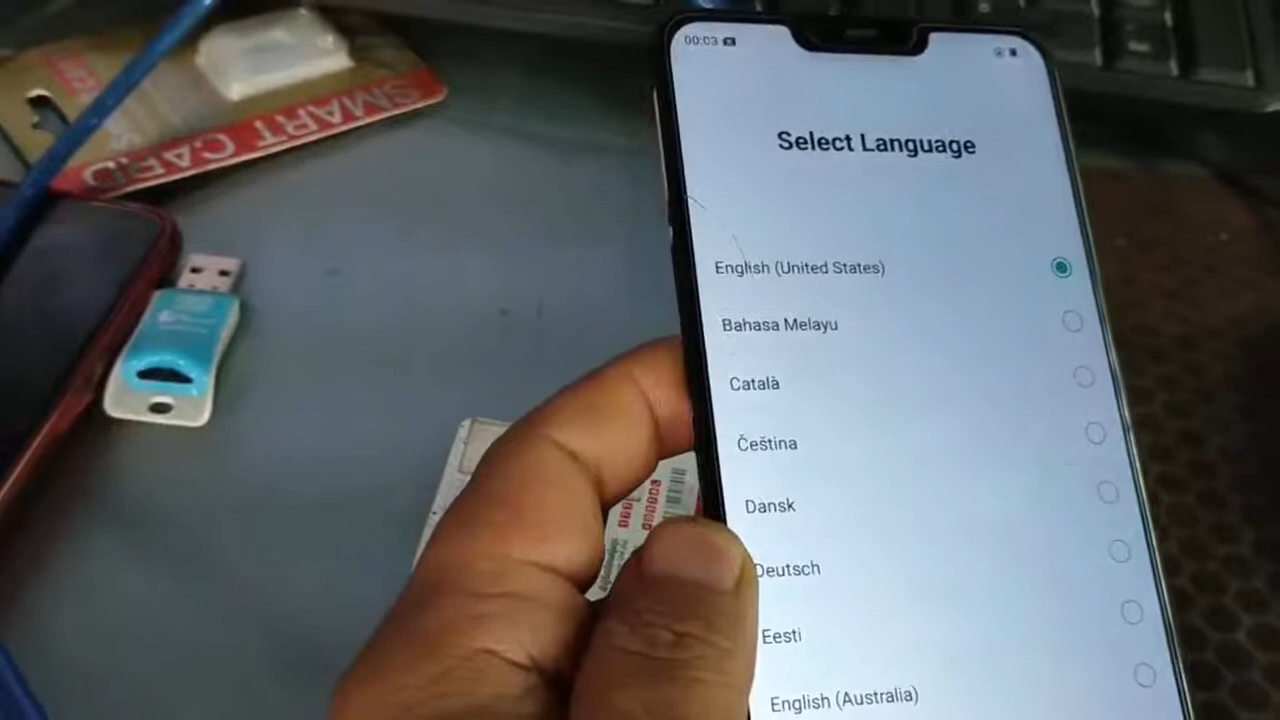 SMART CARD
00:03
Select Language
English (United States)
Bahasa Melayu
Català
Čeština
Dansk
Deutsch
Eesti
English (Australia)